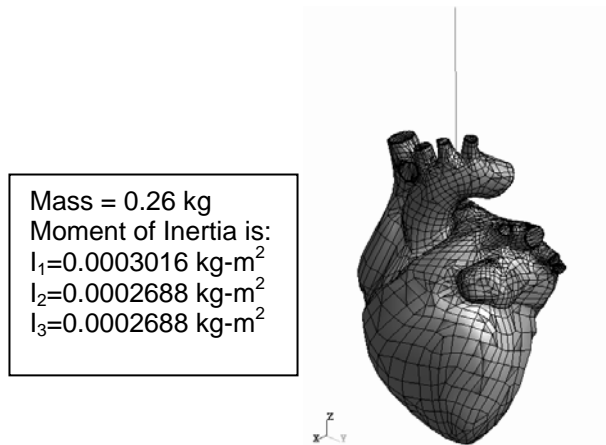 Mass = 0.26 kg
Moment of Inertia is:
I₁=0.0003016 kg-m²
I₂=0.0002688 kg-m²
I₃=0.0002688 kg-m²
Z
X Y